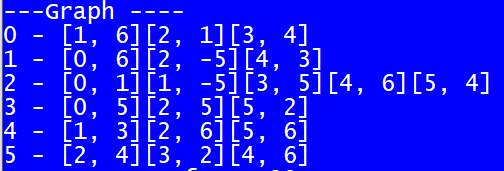 ---Graph ----
0 - [1, 6][2, 1][3, 4]
1 - [0, 6][2, -5][4, 3]
2 - [0, 1][1, -5][3, 5][4, 6][5, 4]
3 - [0, 5][2, 5][5, 2]
4 - [1, 3][2, 6][5, 6]
5 - [2, 4][3, 2][4, 6]